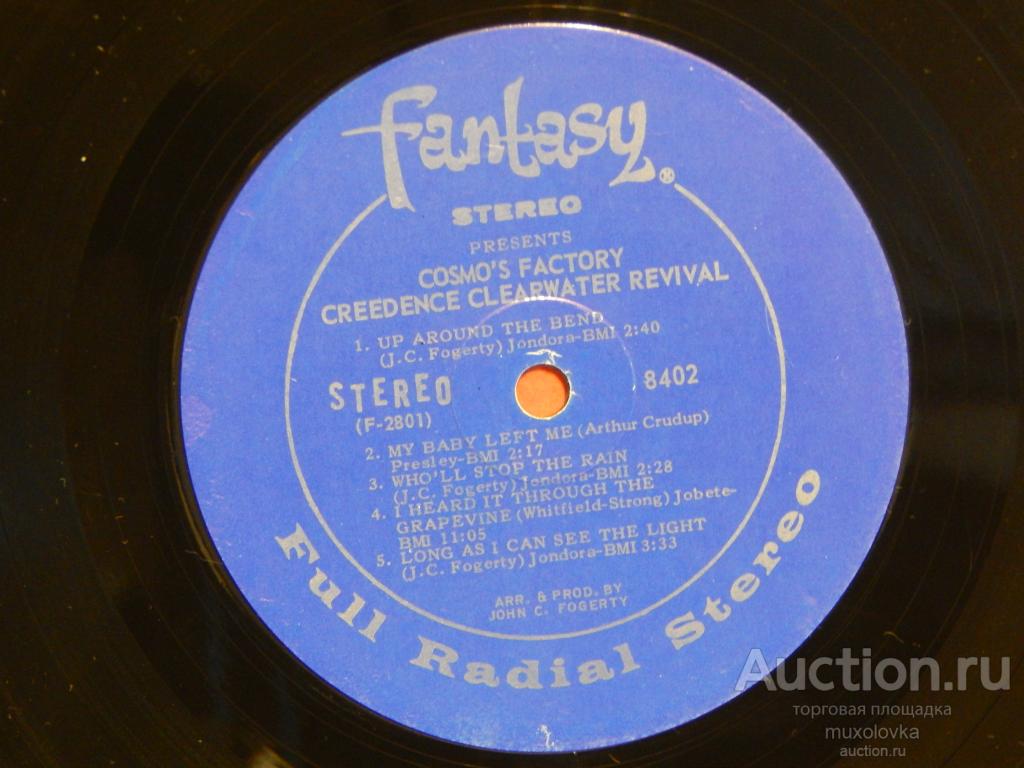 fantasy®
STEREO
PRESENTS
COSMO'S FACTORY
CREEDENCE CLEARWATER REVIVAL
1. UP AROUND THE BEND
(J.C. Fogerty) Jondora-BMI 2:40
STEREO 8402
(F-2801)
2. MY BABY LEFT ME (Arthur Crudup)
Presley-BMI 2:17
3. WHO'LL STOP THE RAIN
(J.C. Fogerty) Jondora-BMI 2:28
4. I HEARD IT THROUGH THE
GRAPEVINE (Whitfield-Strong) Jobete-
BMI 11:05
5. LONG AS I CAN SEE THE LIGHT
(J.C. Fogerty) Jondora-BMI 3:33
ARR. & PROD. BY
JOHN C. FOGERTY
Full Radial Stereo
Auction.ru
торговая площадка
muxolovka
auction.ru